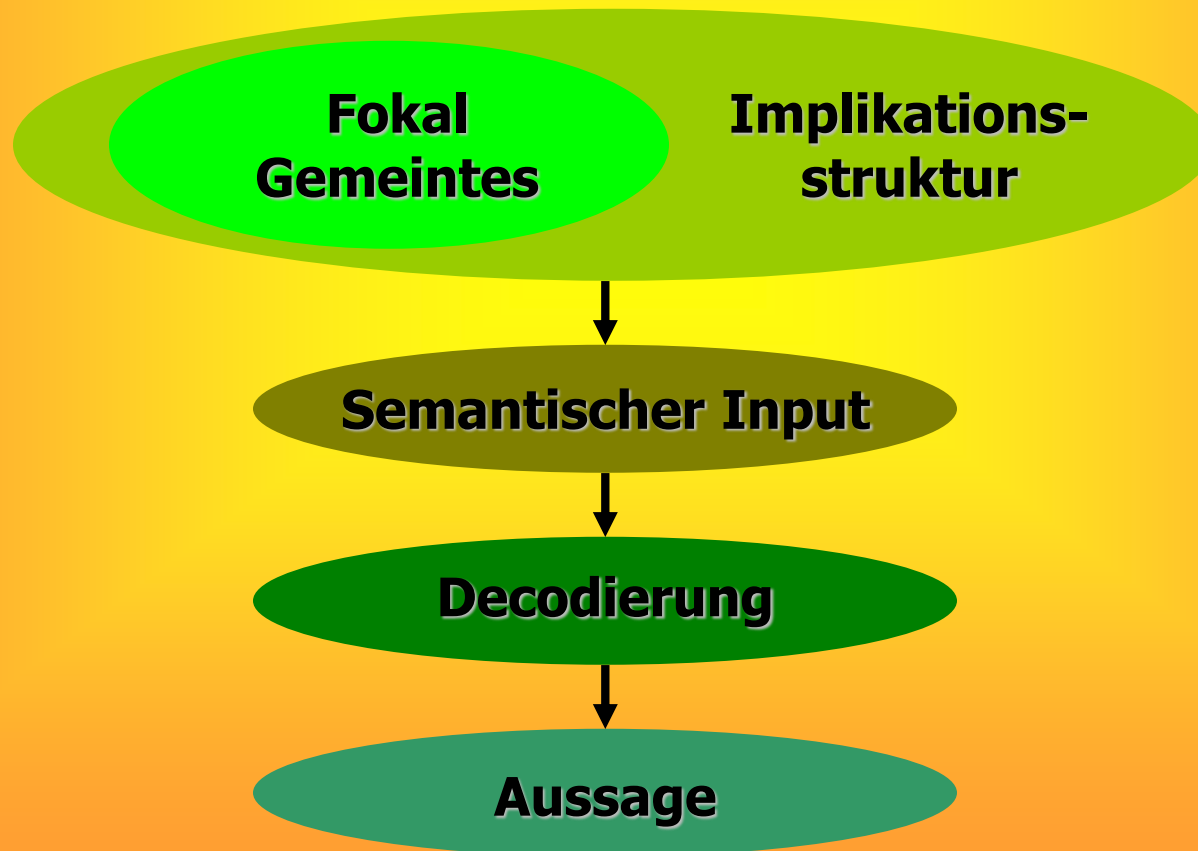 Fokal
Gemeintes
Implikations-
struktur
Semantischer Input
Decodierung
Aussage